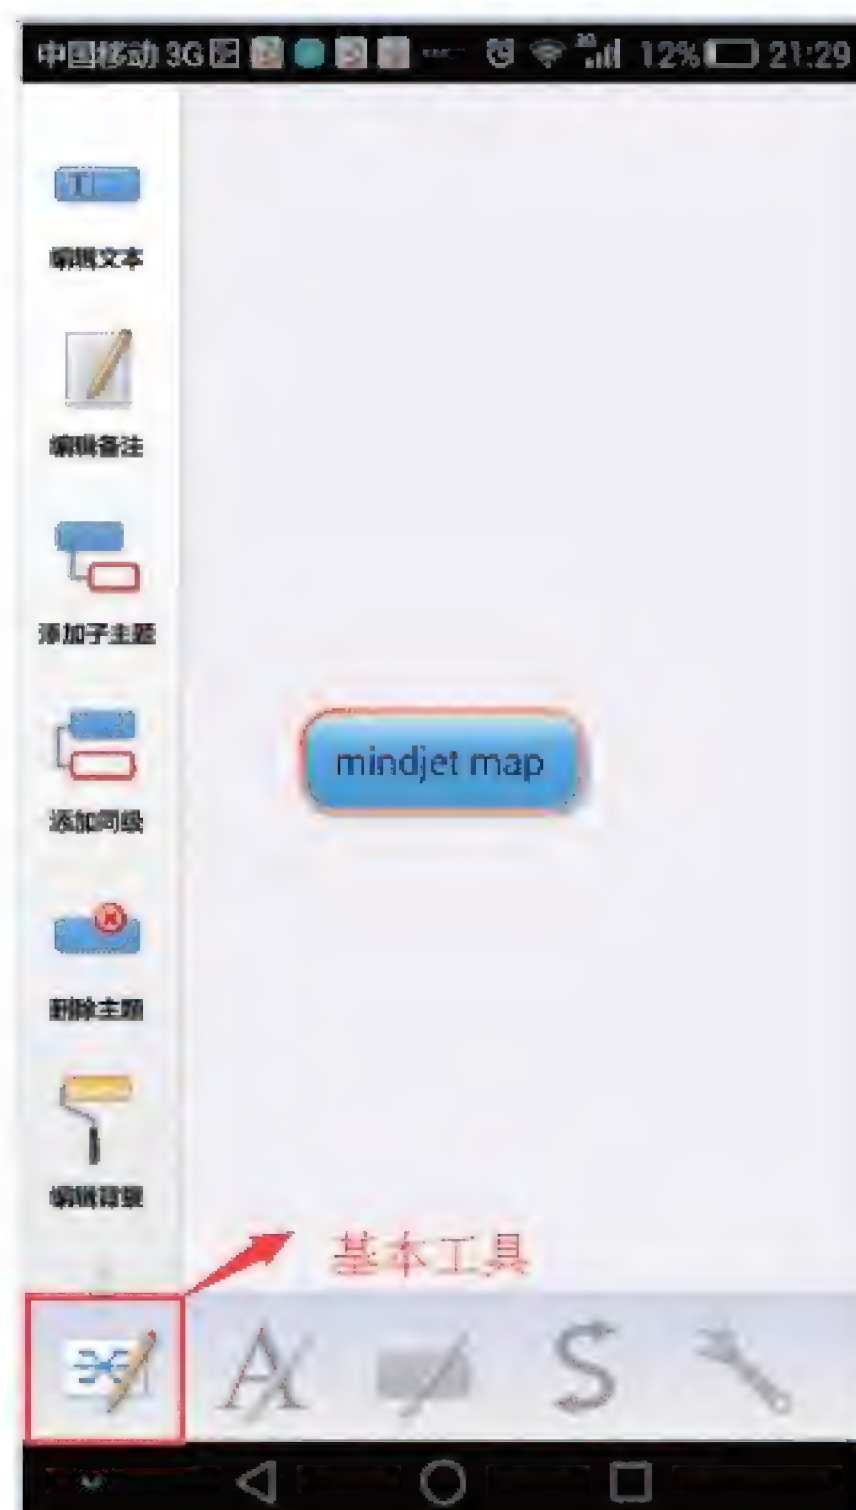 中国移动 3G 3G 12% 21:29
T
编辑文本
编辑备注
添加子主题
添加同级
mindjet map
删除主题
编辑背景
基本工具